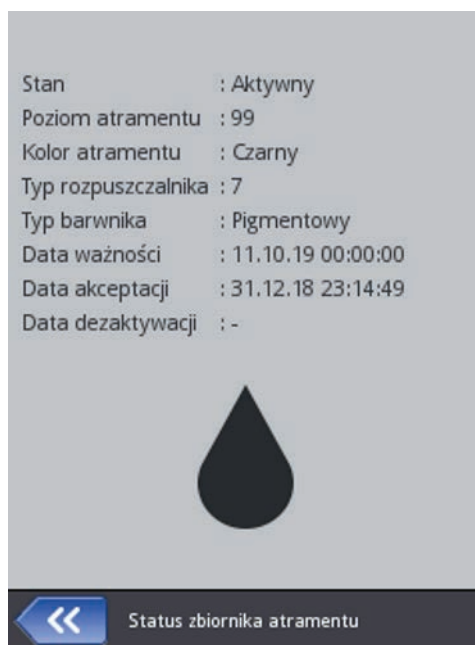 Stan : Aktywny
Poziom atramentu : 99
Kolor atramentu : Czarny
Typ rozpuszczalnika : 7
Typ barwnika : Pigmentowy
Data ważności : 11.10.19 00:00:00
Data akceptacji : 31.12.18 23:14:49
Data dezaktywacji : -
Status zbiornika atramentu